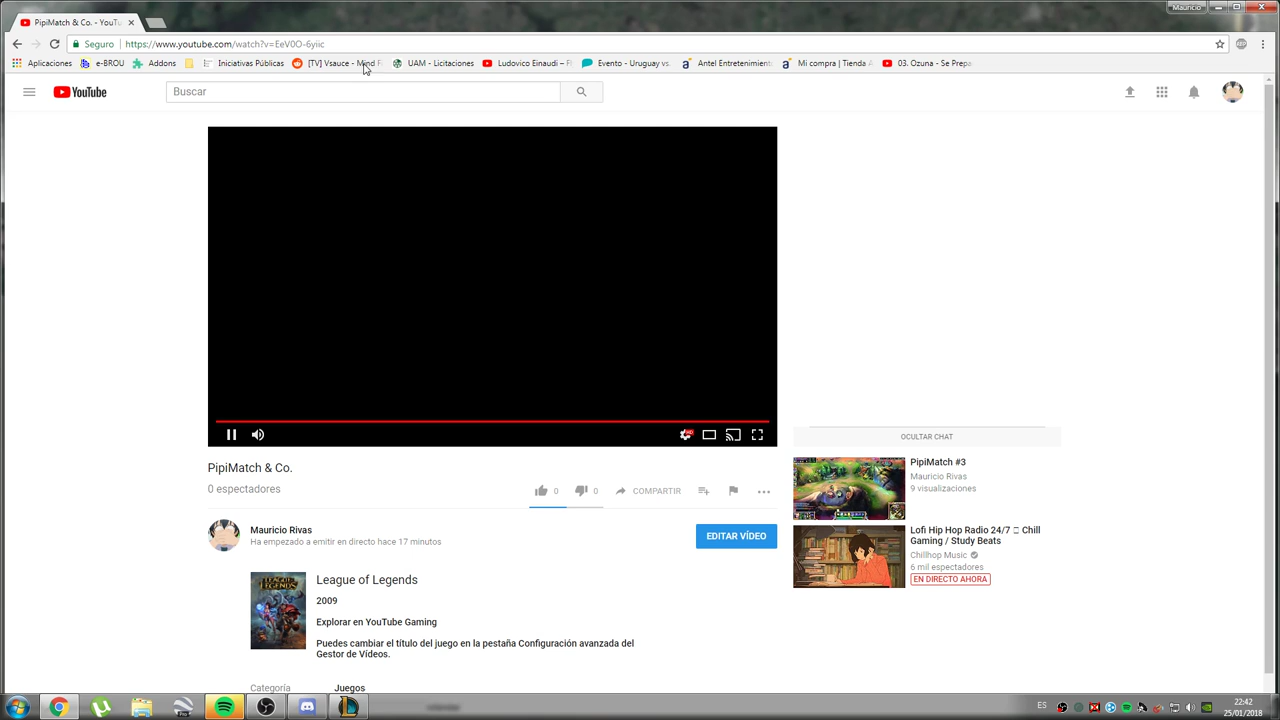 Mauricio
PipiMatch & Co. - YouTu
Seguro
https://www.youtube.com/watch?v=EeV0O-6yiic
Aplicaciones
e-BROU
Addons
Iniciativas Públicas
[TV] Vsauce - Mind F
UAM - Licitaciones
Ludovico Einaudi – Fl
Evento - Uruguay vs.
Antel Entretenimient
Mi compra | Tienda A
03. Ozuna - Se Prepa
YouTube
Buscar
OCULTAR CHAT
PipiMatch #3
Mauricio Rivas
9 visualizaciones
Lofi Hip Hop Radio 24/7 Chill
Gaming / Study Beats
Chillhop Music
6 mil espectadores
EN DIRECTO AHORA
PipiMatch & Co.
0 espectadores
0
0
COMPARTIR
Mauricio Rivas
Ha empezado a emitir en directo hace 17 minutos
EDITAR VÍDEO
League of Legends
2009
Explorar en YouTube Gaming
Puedes cambiar el título del juego en la pestaña Configuración avanzada del
Gestor de Vídeos.
Categoría
Juegos
ES
22:42
25/01/2018